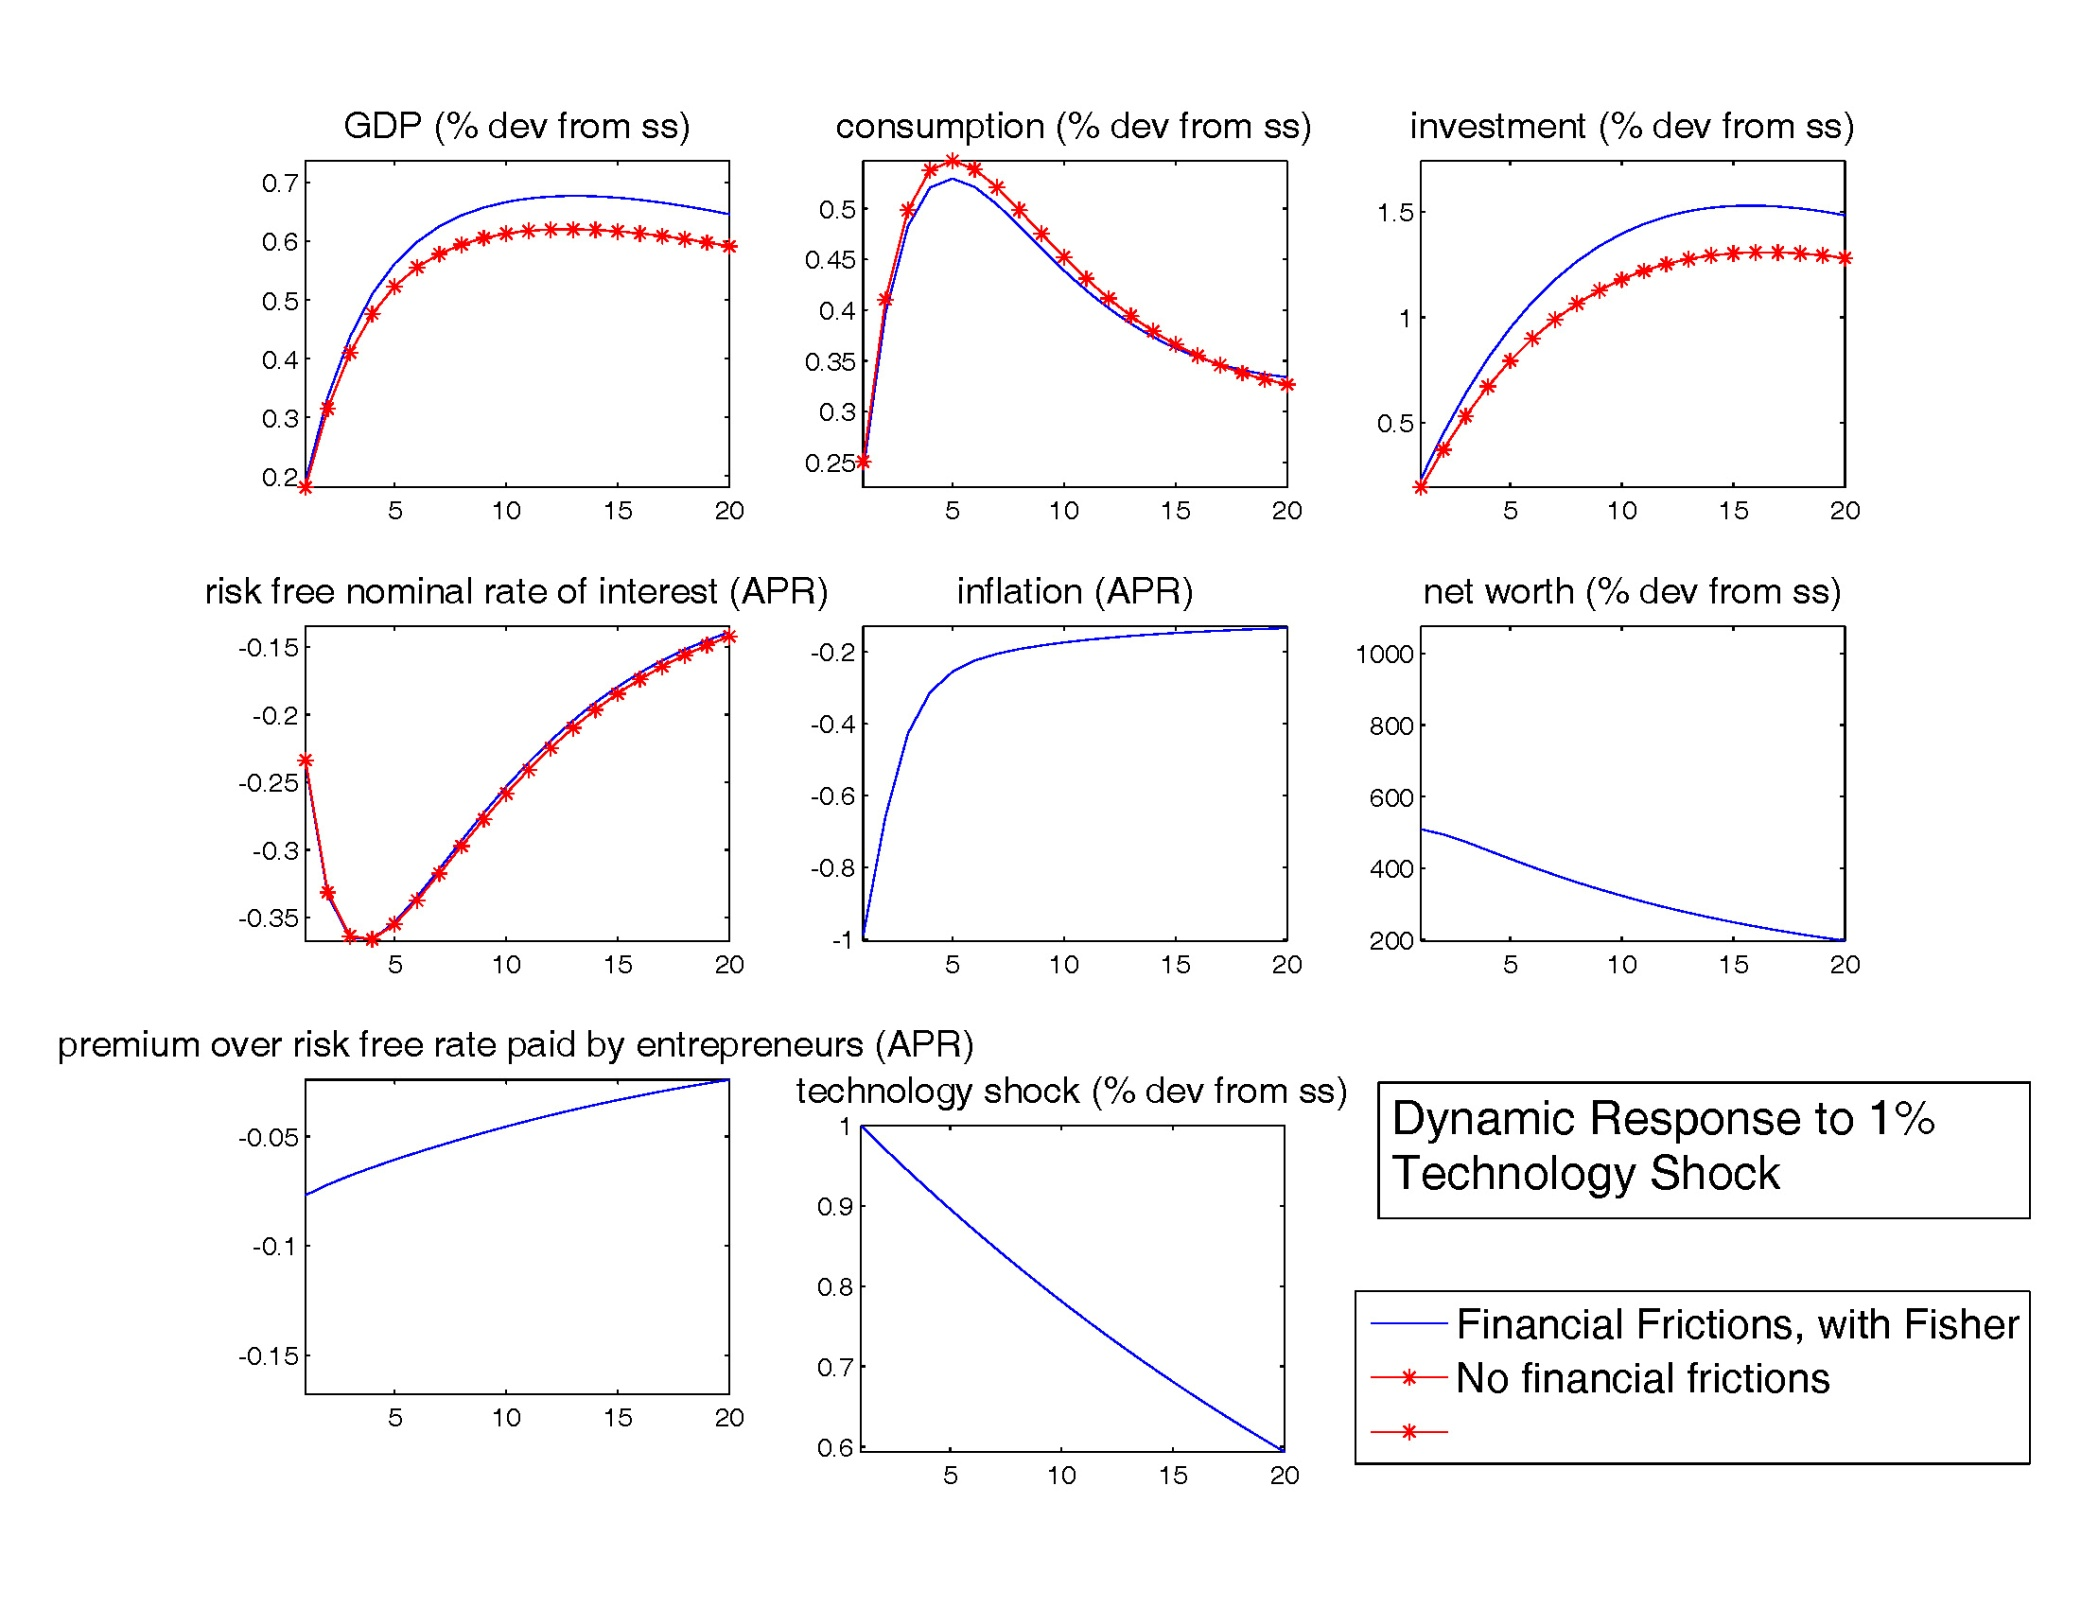 GDP (% dev from ss)
0.7
0.6
0.5
0.4
0.3
0.2
5 10 15 20
consumption (% dev from ss)
0.5
0.45
0.4
0.35
0.3
0.25
5 10 15 20
investment (% dev from ss)
1.5
1
0.5
5 10 15 20
risk free nominal rate of interest (APR)
-0.15
-0.2
-0.25
-0.3
-0.35
5 10 15 20
inflation (APR)
-0.2
-0.4
-0.6
-0.8
-1
5 10 15 20
net worth (% dev from ss)
1000
800
600
400
200
5 10 15 20
premium over risk free rate paid by entrepreneurs (APR)
-0.05
-0.1
-0.15
5 10 15 20
technology shock (% dev from ss)
1
0.9
0.8
0.7
0.6
5 10 15 20
Dynamic Response to 1%
Technology Shock
Financial Frictions, with Fisher
No financial frictions